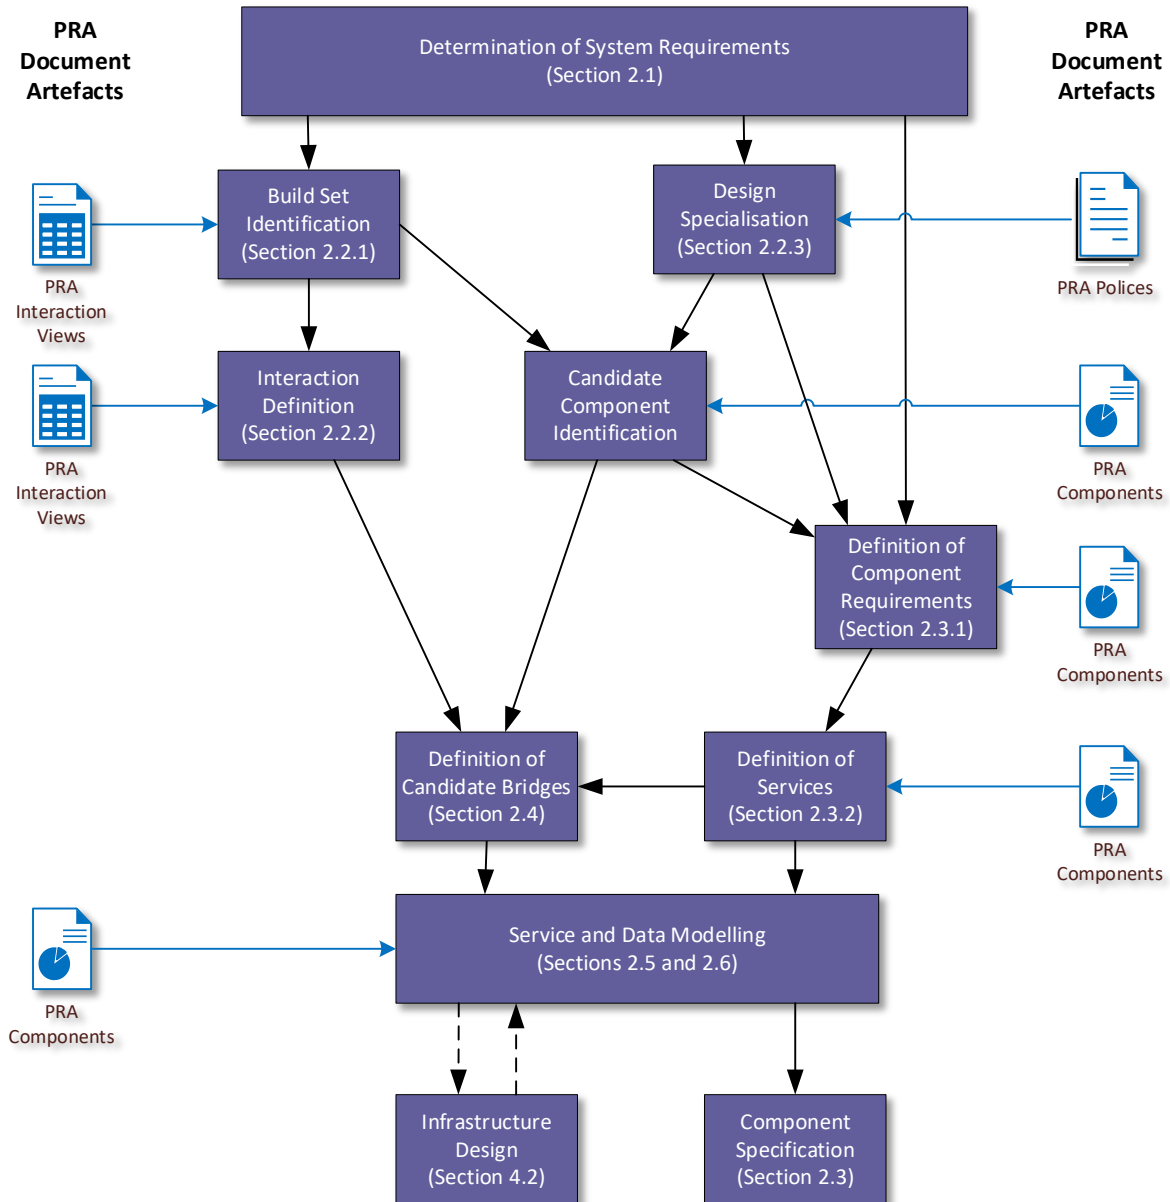 PRA
Document
Artefacts
Determination of System Requirements
(Section 2.1)
PRA
Document
Artefacts
Build Set
Identification
(Section 2.2.1)
Design
Specialisation
(Section 2.2.3)
PRA
Interaction
Views
PRA Polices
Interaction
Definition
(Section 2.2.2)
Candidate
Component
Identification
PRA
Interaction
Views
PRA
Components
Definition of
Component
Requirements
(Section 2.3.1)
PRA
Components
Definition of
Candidate Bridges
(Section 2.4)
Definition of
Services
(Section 2.3.2)
PRA
Components
Service and Data Modelling
(Sections 2.5 and 2.6)
PRA
Components
Infrastructure
Design
(Section 4.2)
Component
Specification
(Section 2.3)